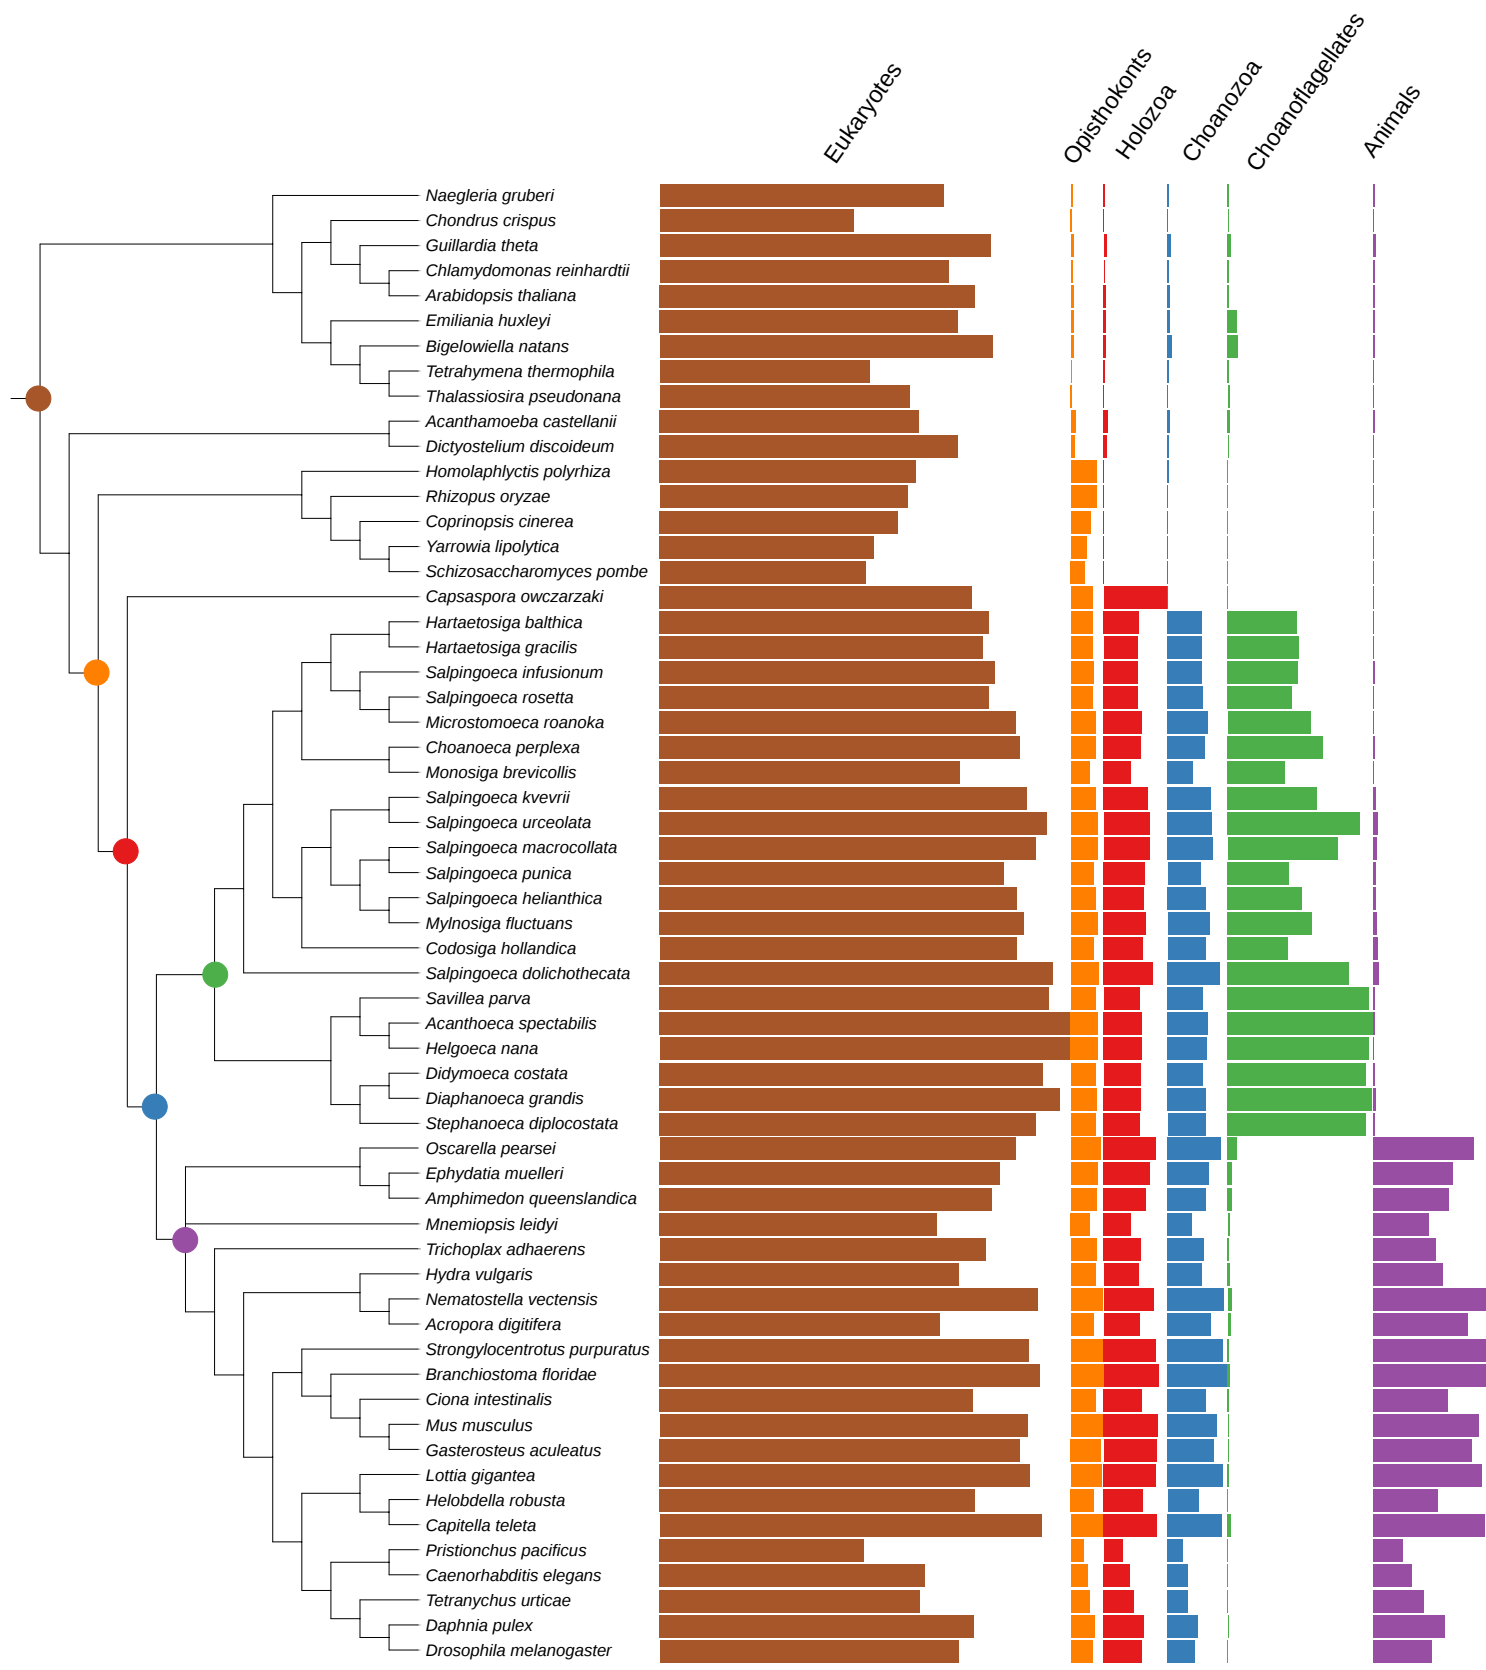 Eukaryotes
Opisthokonts
Holozoa
Choanozoa
Choanoflagellates
Animals
Naegleria gruberi
Chondrus crispus
Guillardia theta
Chlamydomonas reinhardtii
Arabidopsis thaliana
Emiliania huxleyi
Bigelowiella natans
Tetrahymena thermophila
Thalassiosira pseudonana
Acanthamoeba castellanii
Dictyostelium discoideum
Homolaphlyctis polyrhiza
Rhizopus oryzae
Coprinopsis cinerea
Yarrowia lipolytica
Schizosaccharomyces pombe
Capsaspora owczarzaki
Hartaetosiga balthica
Hartaetosiga gracilis
Salpingoeca infusionum
Salpingoeca rosetta
Microstomoeca roanoka
Choanoeca perplexa
Monosiga brevicollis
Salpingoeca kvevrii
Salpingoeca urceolata
Salpingoeca macrocollata
Salpingoeca punica
Salpingoeca helianthica
Mylnosiga fluctuans
Codosiga hollandica
Salpingoeca dolichothecata
Savillea parva
Acanthoeca spectabilis
Helgoeca nana
Didymoeca costata
Diaphanoeca grandis
Stephanoeca diplocostata
Oscarella pearsei
Ephydatia muelleri
Amphimedon queenslandica
Mnemiopsis leidyi
Trichoplax adhaerens
Hydra vulgaris
Nematostella vectensis
Acropora digitifera
Strongylocentrotus purpuratus
Branchiostoma floridae
Ciona intestinalis
Mus musculus
Gasterosteus aculeatus
Lottia gigantea
Helobdella robusta
Capitella teleta
Pristionchus pacificus
Caenorhabditis elegans
Tetranychus urticae
Daphnia pulex
Drosophila melanogaster